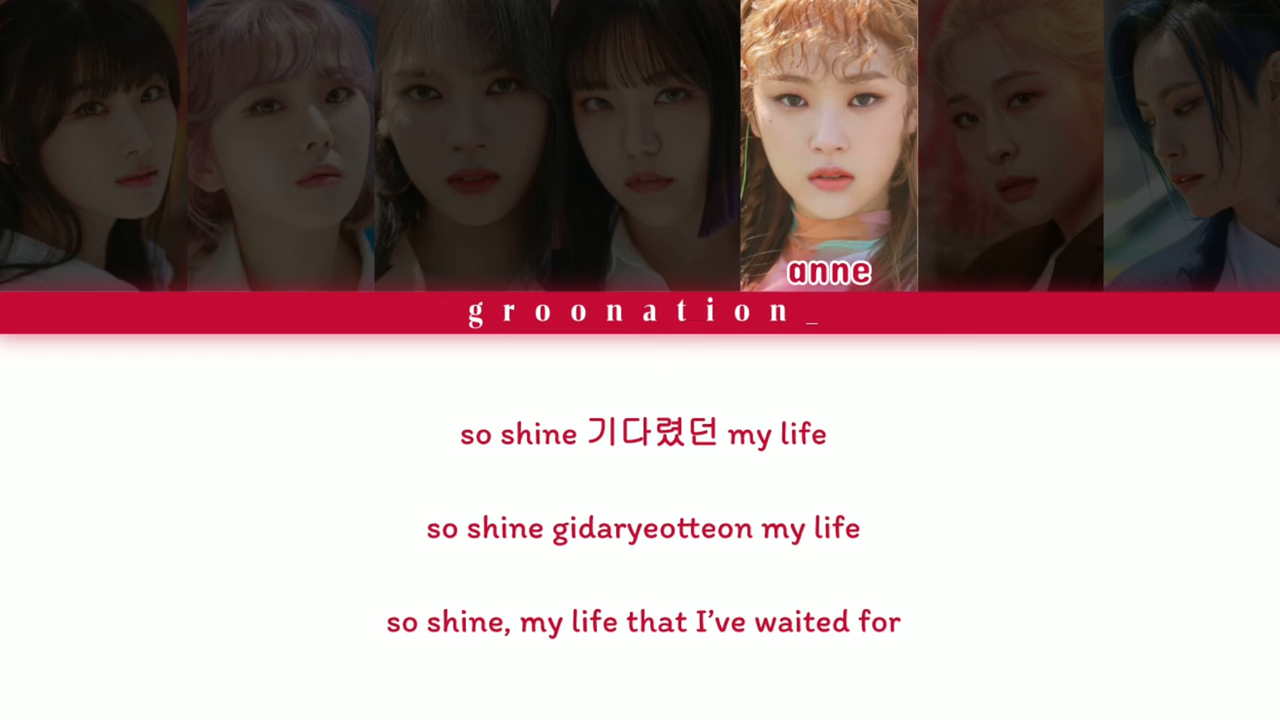 anne
groonation_
so shine 기다렸던 my life
so shine gidaryeotteon my life
so shine, my life that I've waited for